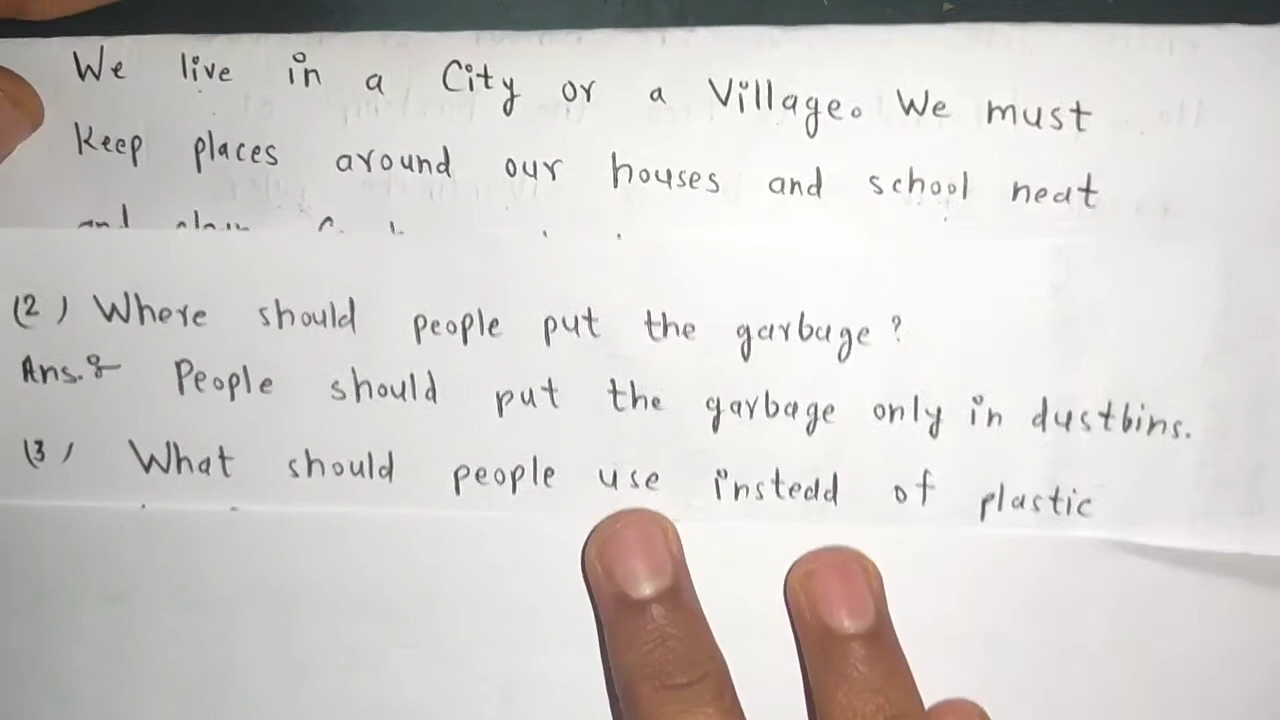 We live in a City or a Village. We must
Keep places around our houses and school neat
(2) Where should people put the garbage?
Ans.:- People should put the garbage only in dustbins.
(3) What should people use instead of plastic